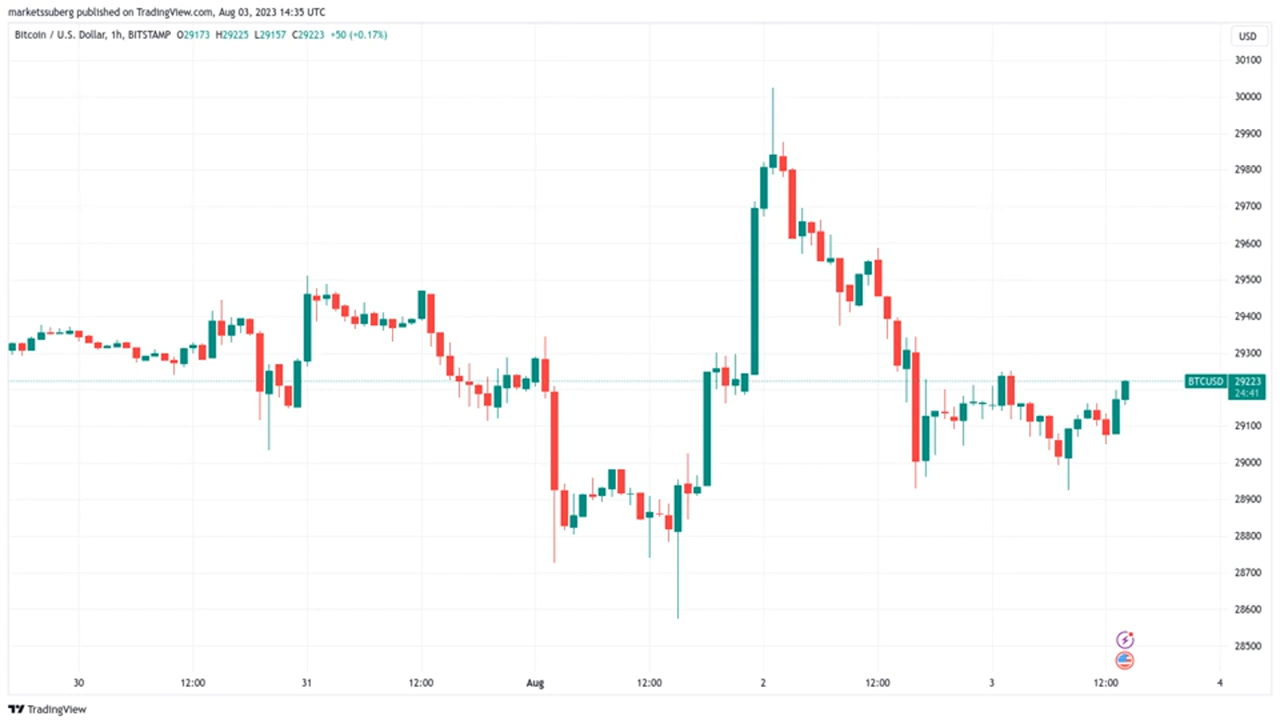 marketssuberg published on TradingView.com, Aug 03, 2023 14:35 UTC
Bitcoin / U.S. Dollar, 1h, BITSTAMP O29173 H29225 L29157 C29223 +50 (+0.17%)
USD
30100
30000
29900
29800
29700
29600
29500
29400
29300
BTCUSD 29223
24:41
29100
29000
28900
28800
28700
28600
28500
30 12:00 31 12:00 Aug 12:00 2 12:00 3 12:00 4
TradingView